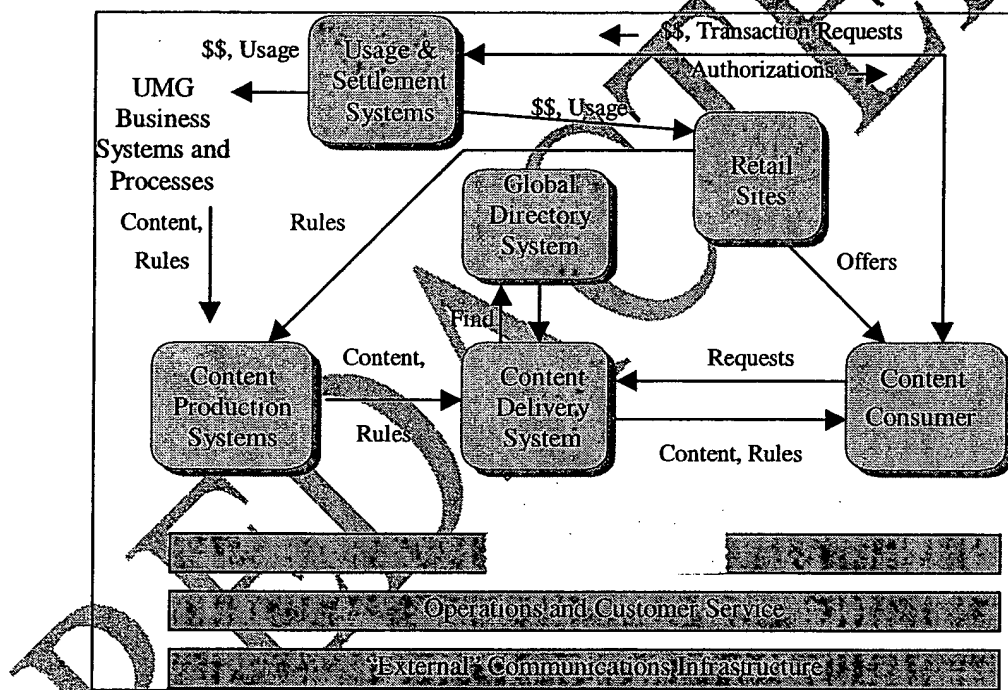 $$, Usage
Usage &
Settlement
Systems
$$, Transaction Requests
Authorizations
UMG
Business
Systems and
Processes
$$, Usage
Retail
Sites
Global
Directory
System
Content,
Rules
Rules
Offers
Find
Content
Production
Systems
Content,
Rules
Content
Delivery
System
Requests
Content, Rules
Content
Consumer
Operations and Customer Service
"External" Communications Infrastructure